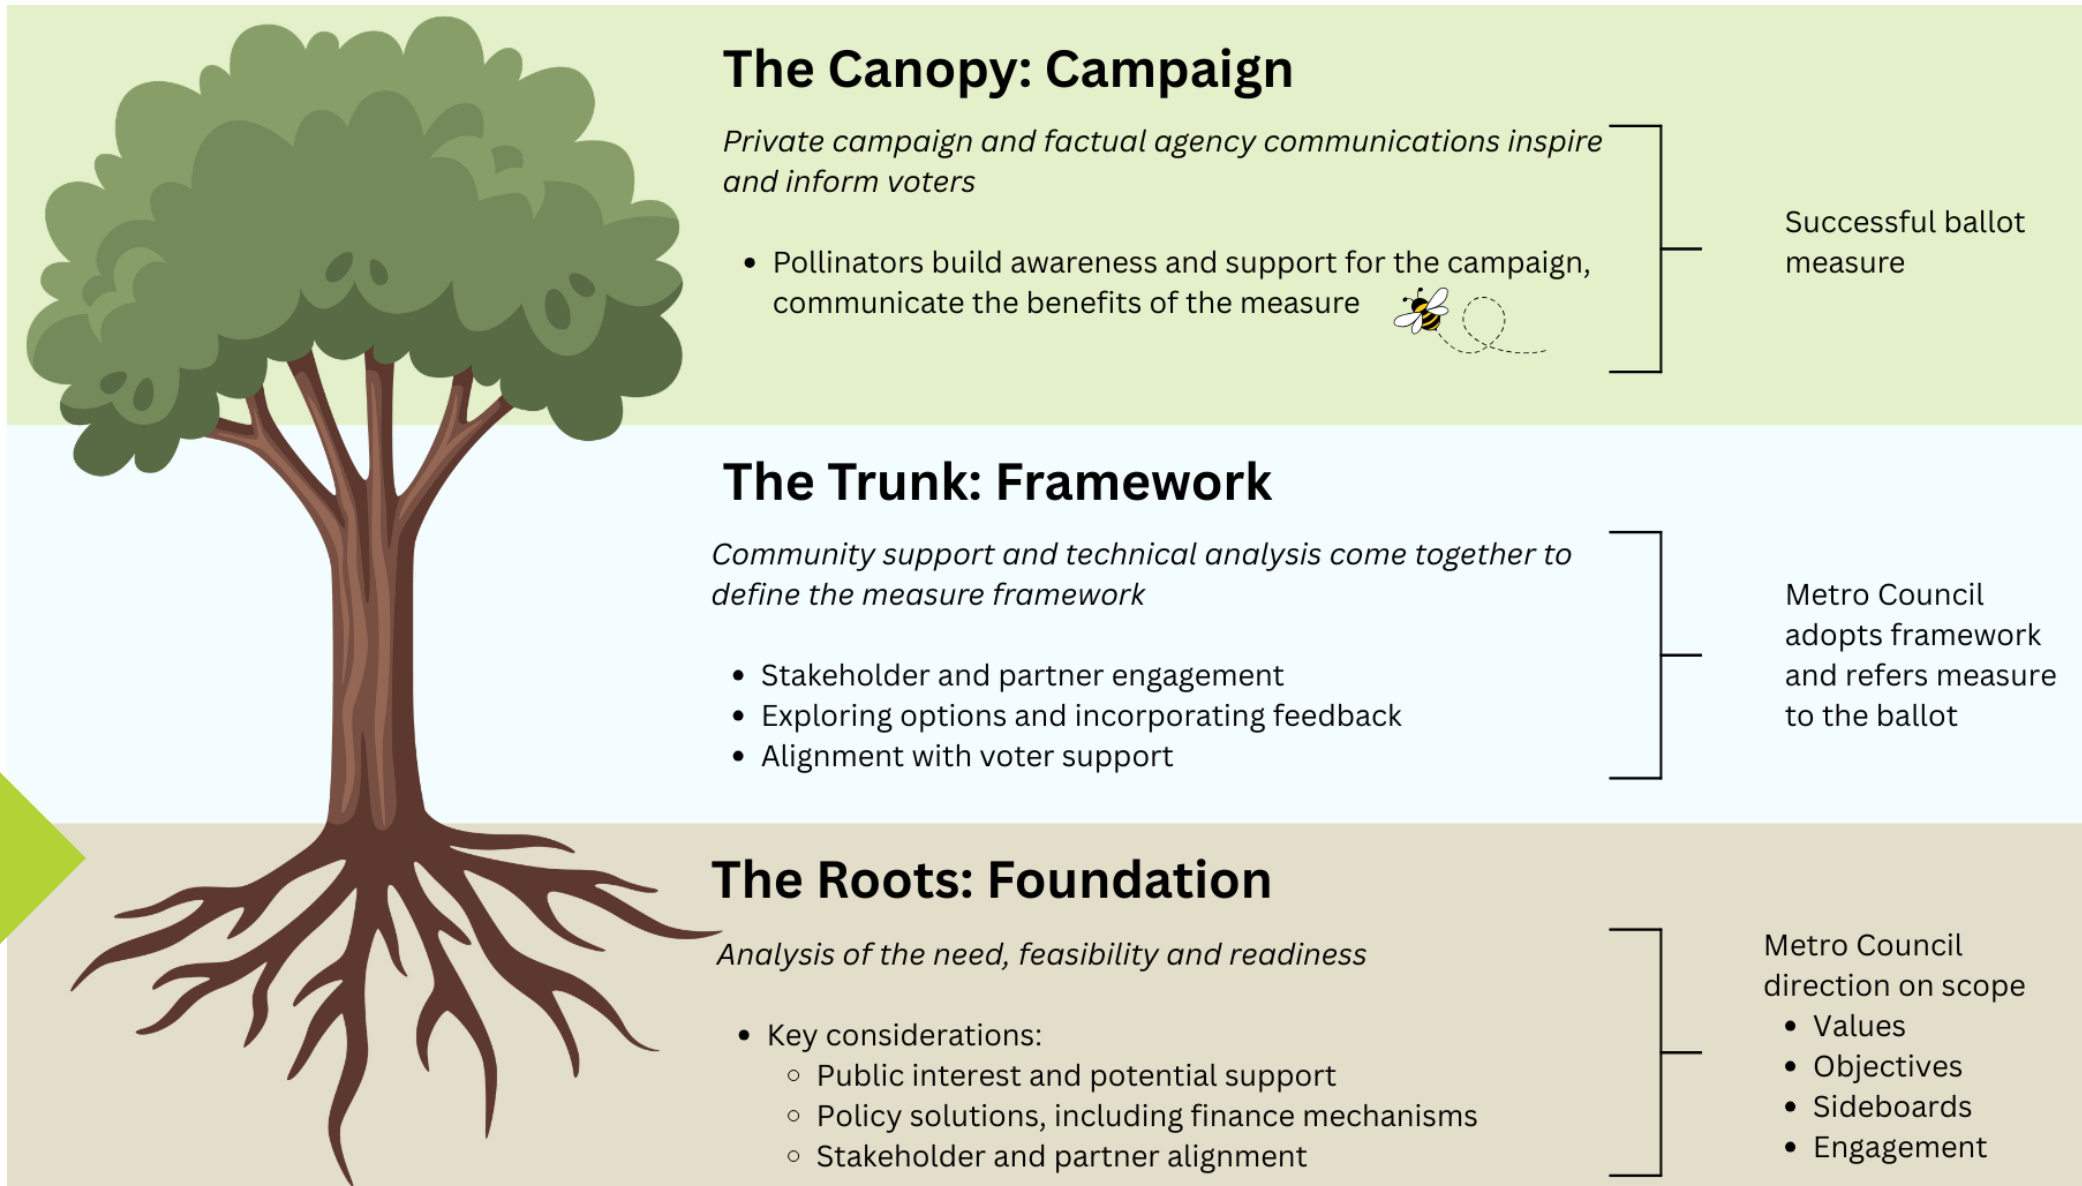 The Canopy: Campaign
Private campaign and factual agency communications inspire
and inform voters
• Pollinators build awareness and support for the campaign,
communicate the benefits of the measure
Successful ballot
measure
The Trunk: Framework
Community support and technical analysis come together to
define the measure framework
• Stakeholder and partner engagement
• Exploring options and incorporating feedback
• Alignment with voter support
Metro Council
adopts framework
and refers measure
to the ballot
The Roots: Foundation
Analysis of the need, feasibility and readiness
• Key considerations:
○ Public interest and potential support
○ Policy solutions, including finance mechanisms
○ Stakeholder and partner alignment
Metro Council
direction on scope
• Values
• Objectives
• Sideboards
• Engagement